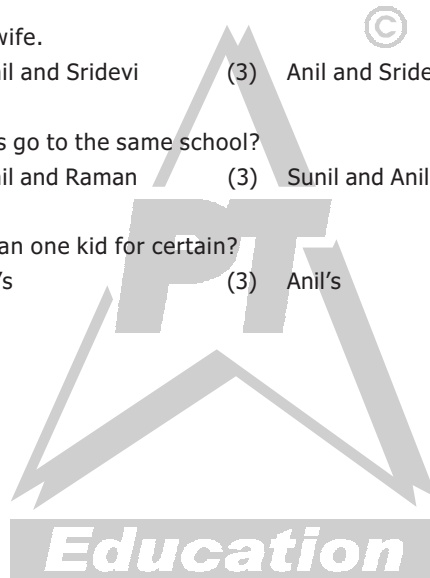 wife.
il and Sridevi (3) Anil and Sride
s go to the same school?
il and Raman (3) Sunil and Anil
an one kid for certain?
's (3) Anil's
©
PT
Education